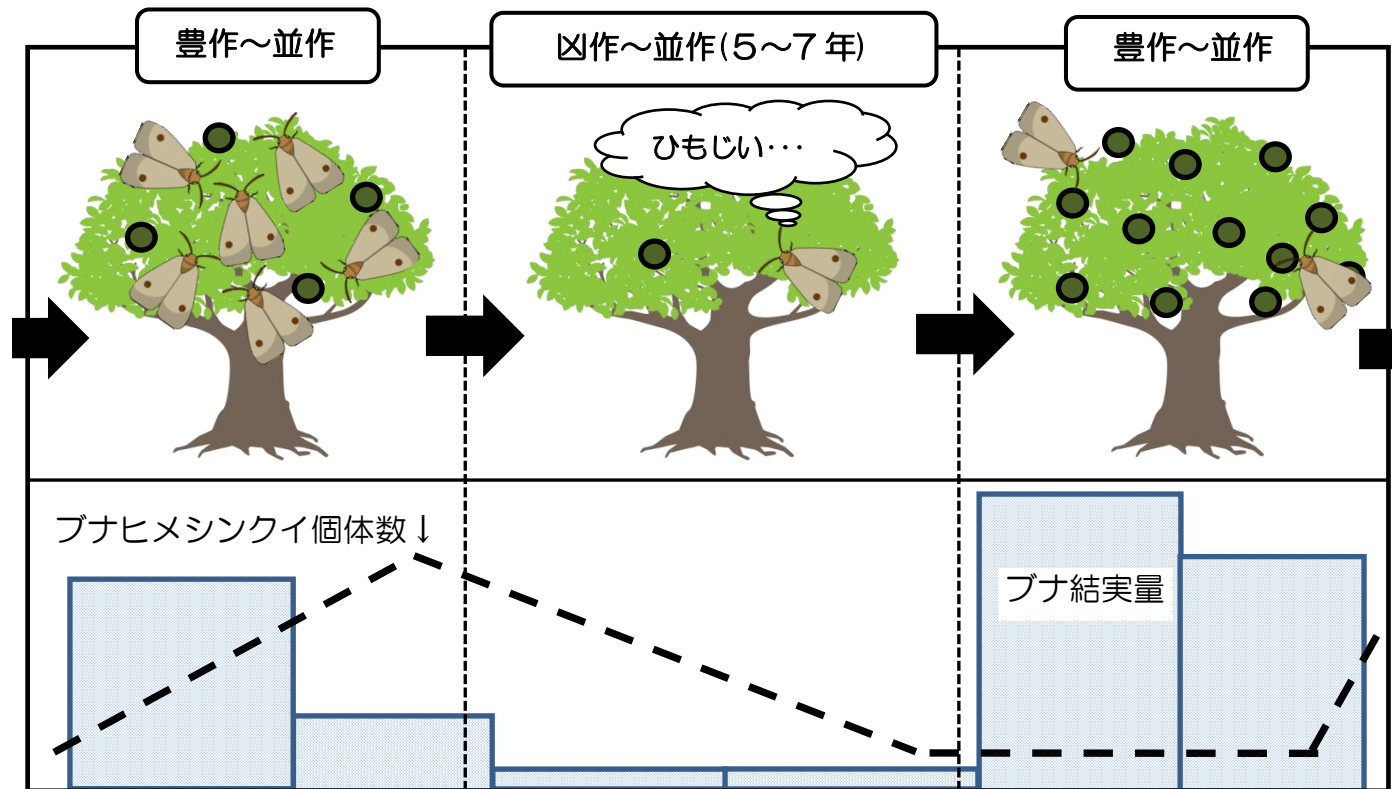 豊作～並作
凶作～並作(5～7年)
豊作～並作
ひもじい･･･
ブナヒメシンクイ個体数↓
ブナ結実量